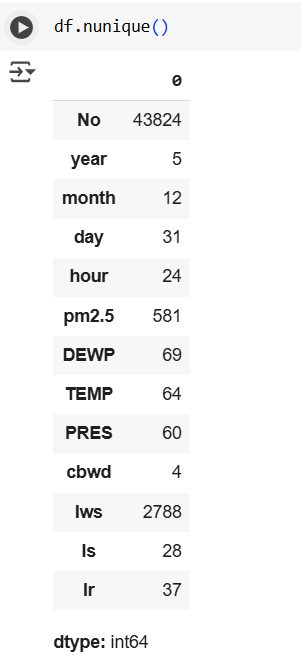 df.nunique()
0
No 43824
year 5
month 12
day 31
hour 24
pm2.5 581
DEWP 69
TEMP 64
PRES 60
cbwd 4
Iws 2788
Is 28
Ir 37
dtype: int64